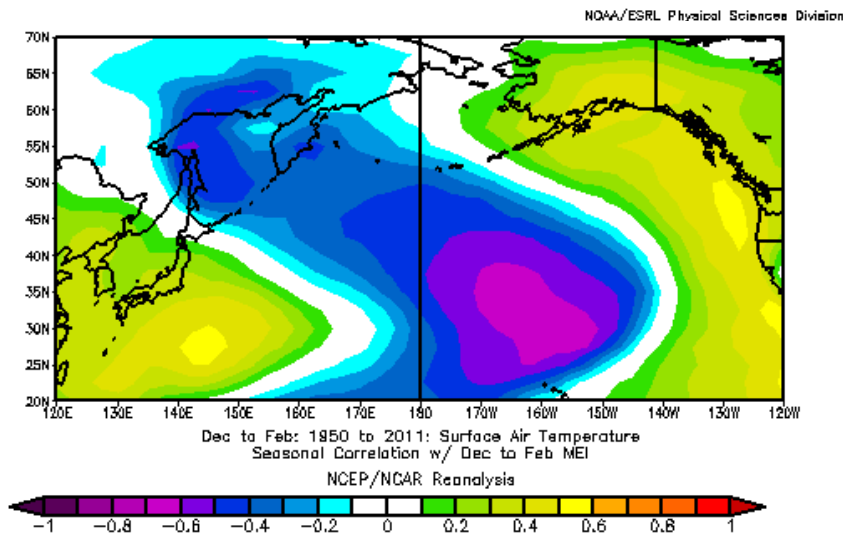 NOAA/ESRL Physical Sciences Division
70N
65N
60N
55N
50N
45N
40N
35N
30N
25N
20N
120E 130E 140E 150E 160E 170E 180 170W 160W 150W 140W 130W 120W
Dec to Feb: 1950 to 2011: Surface Air Temperature
Seasonal Correlation w/ Dec to Feb MEI
NCEP/NCAR Reanalysis
-1 -0.8 -0.6 -0.4 -0.2 0 0.2 0.4 0.6 0.8 1